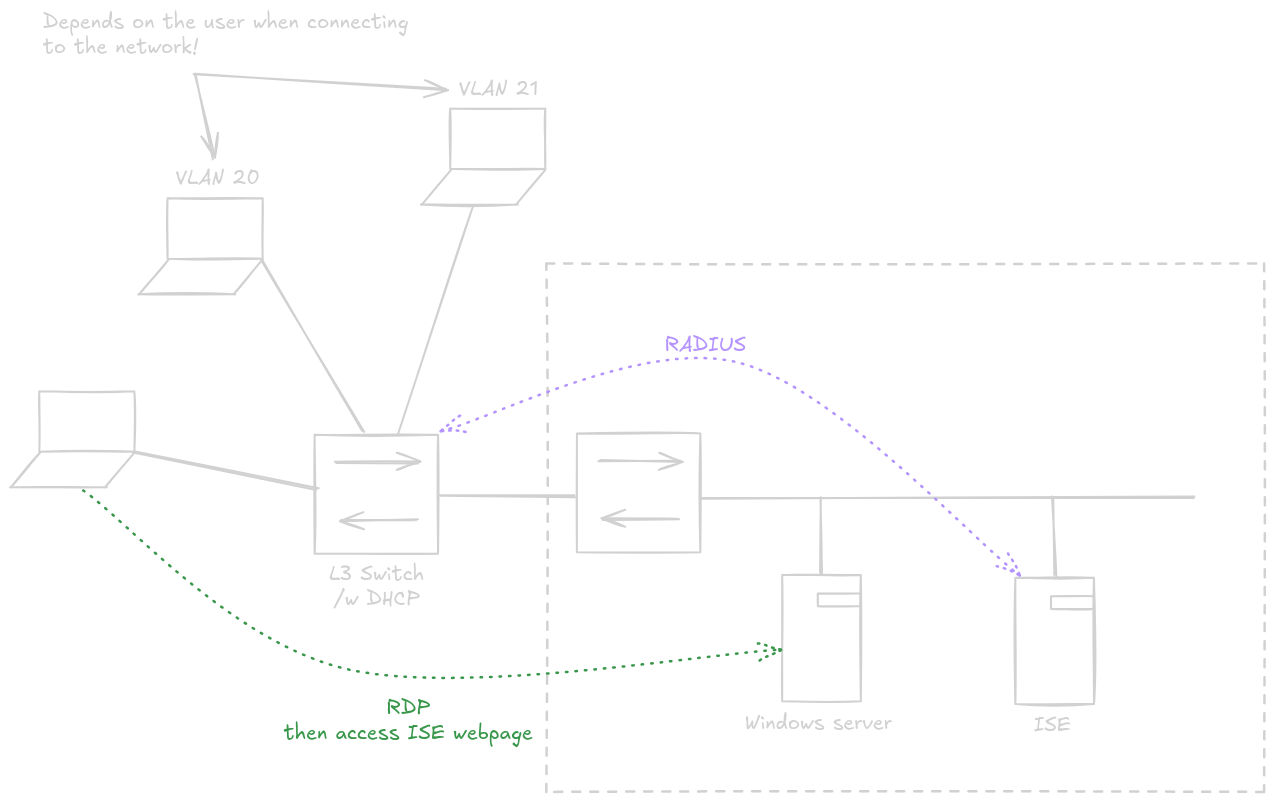 Depends on the user when connecting
to the network!
VLAN 21
VLAN 20
RADIUS
L3 Switch
/w DHCP
RDP
then access ISE webpage
Windows server
ISE